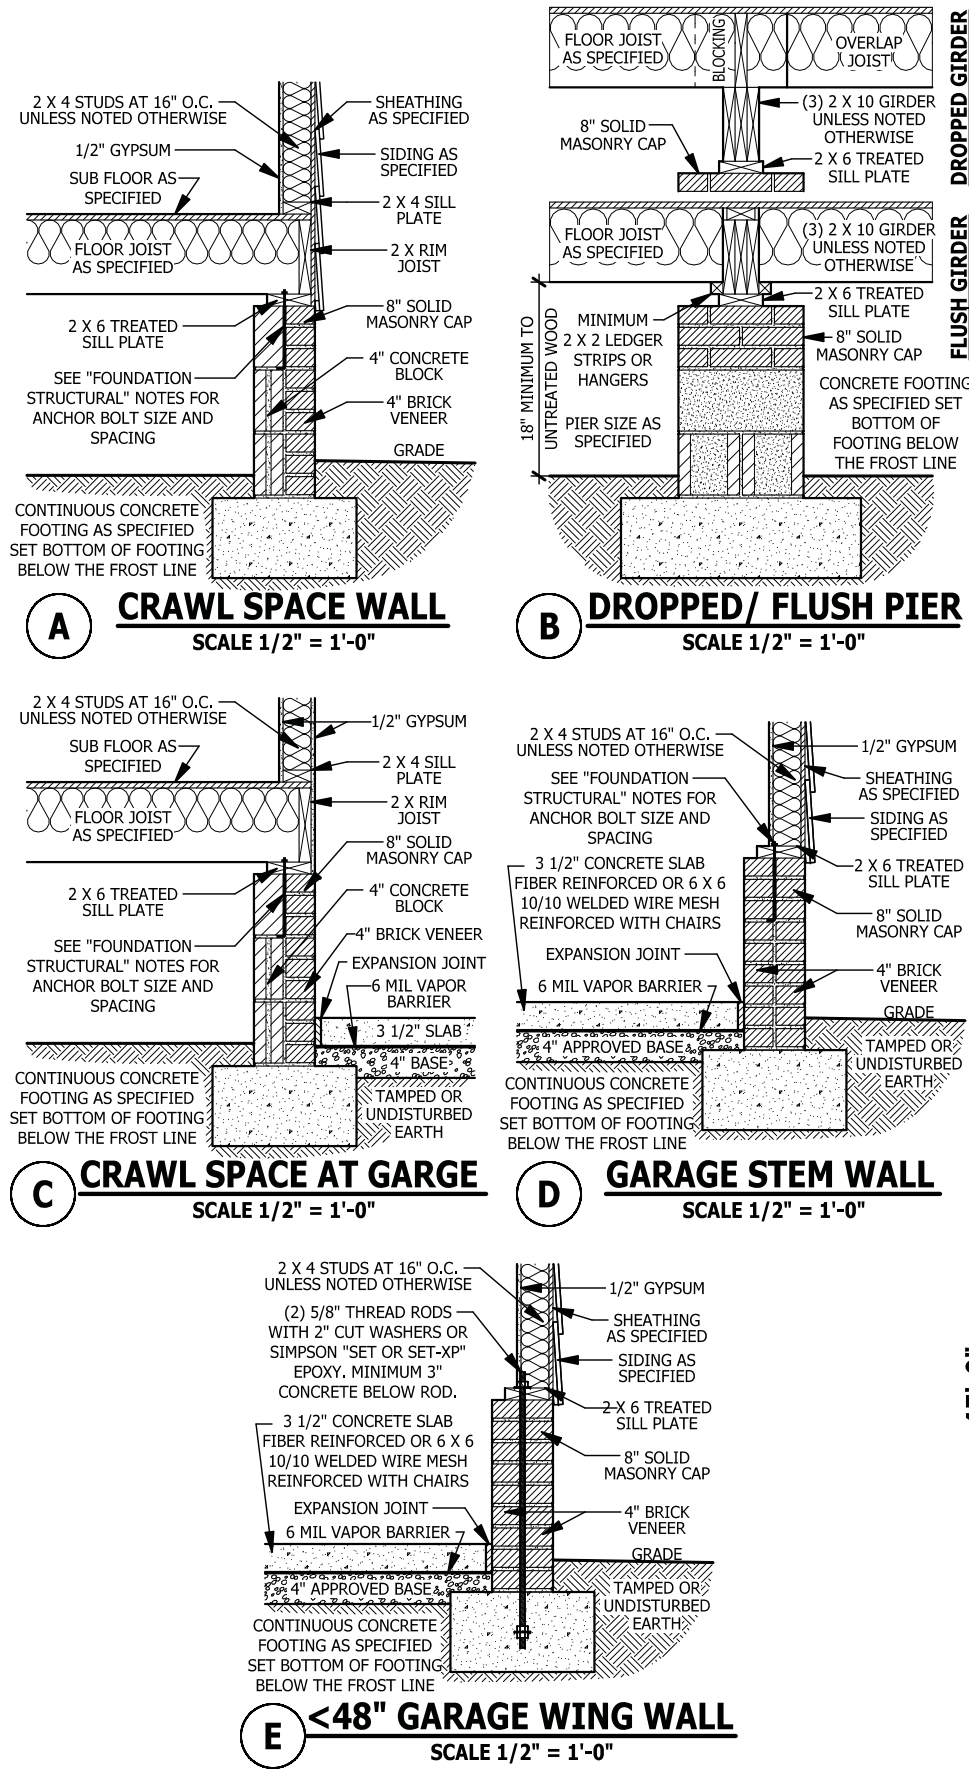 2 X 4 STUDS AT 16" O.C.
UNLESS NOTED OTHERWISE
1/2" GYPSUM
SUB FLOOR AS
SPECIFIED
FLOOR JOIST
AS SPECIFIED
2 X 6 TREATED
SILL PLATE
SEE "FOUNDATION
STRUCTURAL" NOTES FOR
ANCHOR BOLT SIZE AND
SPACING
CONTINUOUS CONCRETE
FOOTING AS SPECIFIED
SET BOTTOM OF FOOTING
BELOW THE FROST LINE
SHEATHING
AS SPECIFIED
SIDING AS
SPECIFIED
2 X 4 SILL
PLATE
2 X RIM
JOIST
8" SOLID
MASONRY CAP
4" CONCRETE
BLOCK
4" BRICK
VENEER
GRADE
A
CRAWL SPACE WALL
SCALE 1/2" = 1'-0"
FLOOR JOIST
AS SPECIFIED
BLOCKING
OVERLAP
JOIST
8" SOLID
MASONRY CAP
(3) 2 X 10 GIRDER
UNLESS NOTED
OTHERWISE
2 X 6 TREATED
SILL PLATE
DROPPED GIRDER
FLOOR JOIST
AS SPECIFIED
(3) 2 X 10 GIRDER
UNLESS NOTED
OTHERWISE
2 X 6 TREATED
SILL PLATE
FLUSH GIRDER
18" MINIMUM TO
UNTREATED WOOD
MINIMUM
2 X 2 LEDGER
STRIPS OR
HANGERS
PIER SIZE AS
SPECIFIED
8" SOLID
MASONRY CAP
CONCRETE FOOTING
AS SPECIFIED SET
BOTTOM OF
FOOTING BELOW
THE FROST LINE
B
DROPPED/ FLUSH PIER
SCALE 1/2" = 1'-0"
2 X 4 STUDS AT 16" O.C.
UNLESS NOTED OTHERWISE
SUB FLOOR AS
SPECIFIED
FLOOR JOIST
AS SPECIFIED
2 X 6 TREATED
SILL PLATE
SEE "FOUNDATION
STRUCTURAL" NOTES FOR
ANCHOR BOLT SIZE AND
SPACING
CONTINUOUS CONCRETE
FOOTING AS SPECIFIED
SET BOTTOM OF FOOTING
BELOW THE FROST LINE
1/2" GYPSUM
2 X 4 SILL
PLATE
2 X RIM
JOIST
8" SOLID
MASONRY CAP
4" CONCRETE
BLOCK
4" BRICK VENEER
EXPANSION JOINT
6 MIL VAPOR
BARRIER
3 1/2" SLAB
4" BASE
TAMPED OR
UNDISTURBED
EARTH
C
CRAWL SPACE AT GARGE
SCALE 1/2" = 1'-0"
2 X 4 STUDS AT 16" O.C.
UNLESS NOTED OTHERWISE
SEE "FOUNDATION
STRUCTURAL" NOTES FOR
ANCHOR BOLT SIZE AND
SPACING
3 1/2" CONCRETE SLAB
FIBER REINFORCED OR 6 X 6
10/10 WELDED WIRE MESH
REINFORCED WITH CHAIRS
EXPANSION JOINT
6 MIL VAPOR BARRIER
4" APPROVED BASE
CONTINUOUS CONCRETE
FOOTING AS SPECIFIED
SET BOTTOM OF FOOTING
BELOW THE FROST LINE
1/2" GYPSUM
SHEATHING
AS SPECIFIED
SIDING AS
SPECIFIED
2 X 6 TREATED
SILL PLATE
8" SOLID
MASONRY CAP
4" BRICK
VENEER
GRADE
TAMPED OR
UNDISTURBED
EARTH
D
GARAGE STEM WALL
SCALE 1/2" = 1'-0"
2 X 4 STUDS AT 16" O.C.
UNLESS NOTED OTHERWISE
(2) 5/8" THREAD RODS
WITH 2" CUT WASHERS OR
SIMPSON "SET OR SET-XP"
EPOXY. MINIMUM 3"
CONCRETE BELOW ROD.
3 1/2" CONCRETE SLAB
FIBER REINFORCED OR 6 X 6
10/10 WELDED WIRE MESH
REINFORCED WITH CHAIRS
EXPANSION JOINT
6 MIL VAPOR BARRIER
4" APPROVED BASE
CONTINUOUS CONCRETE
FOOTING AS SPECIFIED
SET BOTTOM OF FOOTING
BELOW THE FROST LINE
1/2" GYPSUM
SHEATHING
AS SPECIFIED
SIDING AS
SPECIFIED
2 X 6 TREATED
SILL PLATE
8" SOLID
MASONRY CAP
4" BRICK
VENEER
GRADE
TAMPED OR
UNDISTURBED
EARTH
E
<48" GARAGE WING WALL
SCALE 1/2" = 1'-0"